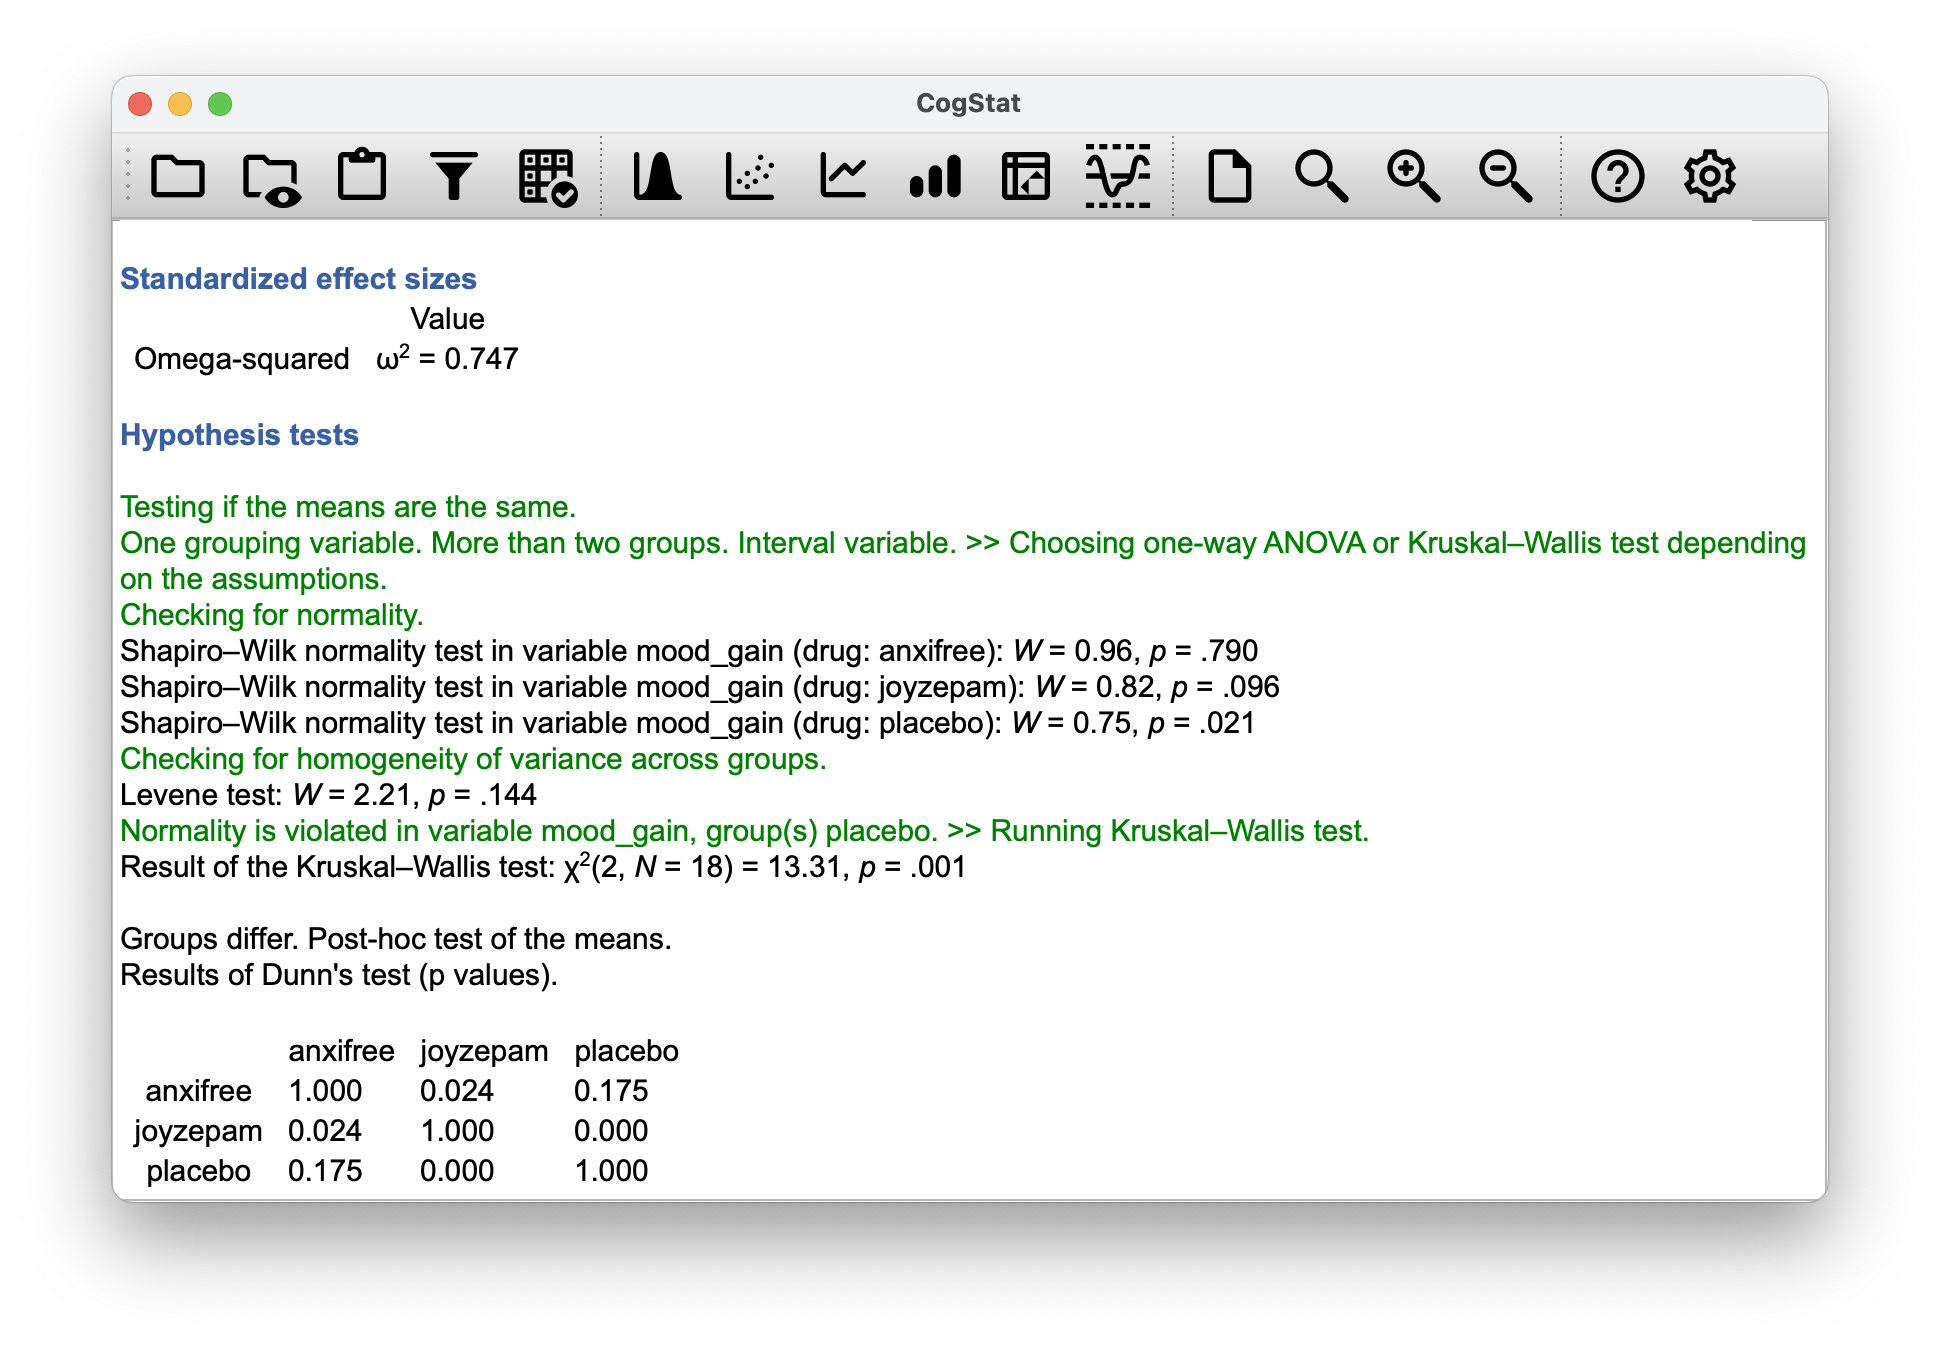 CogStat
Standardized effect sizes
Value
Omega-squared ω² = 0.747
Hypothesis tests
Testing if the means are the same.
One grouping variable. More than two groups. Interval variable. >> Choosing one-way ANOVA or Kruskal–Wallis test depending
on the assumptions.
Checking for normality.
Shapiro–Wilk normality test in variable mood_gain (drug: anxifree): W = 0.96, p = .790
Shapiro–Wilk normality test in variable mood_gain (drug: joyzepam): W = 0.82, p = .096
Shapiro–Wilk normality test in variable mood_gain (drug: placebo): W = 0.75, p = .021
Checking for homogeneity of variance across groups.
Levene test: W = 2.21, p = .144
Normality is violated in variable mood_gain, group(s) placebo. >> Running Kruskal–Wallis test.
Result of the Kruskal–Wallis test: χ²(2, N = 18) = 13.31, p = .001
Groups differ. Post-hoc test of the means.
Results of Dunn's test (p values).
anxifree joyzepam placebo
anxifree 1.000 0.024 0.175
joyzepam 0.024 1.000 0.000
placebo 0.175 0.000 1.000